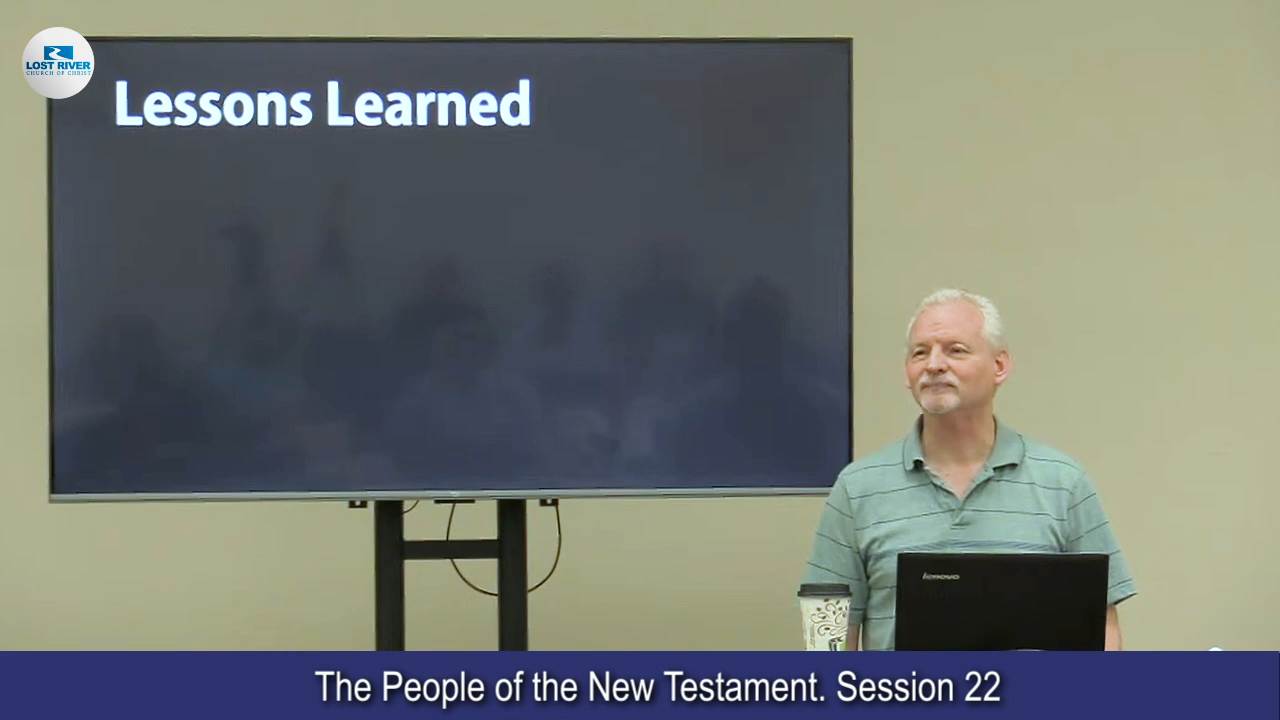 LOST RIVER
CHURCH OF CHRIST
Lessons Learned
lenovo
The People of the New Testament. Session 22